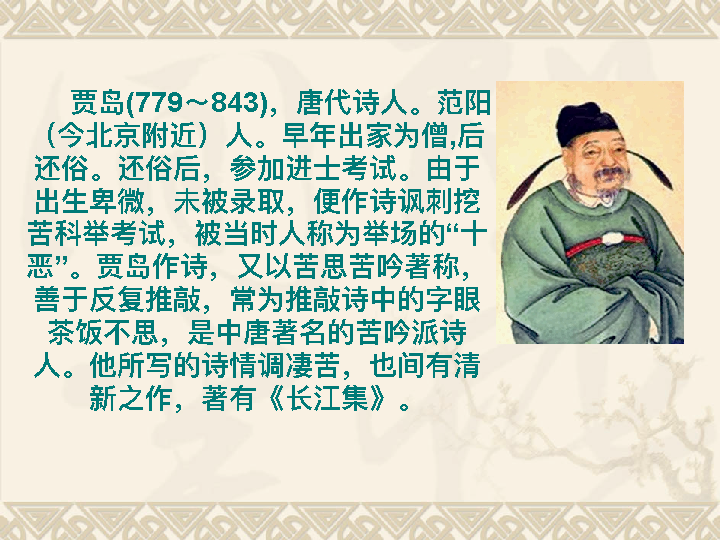 贾岛(779～843)，唐代诗人。范阳
（今北京附近）人。早年出家为僧,后
还俗。还俗后，参加进士考试。由于
出生卑微，未被录取，便作诗讽刺挖
苦科举考试，被当时人称为举场的“十
恶”。贾岛作诗，又以苦思苦吟著称，
善于反复推敲，常为推敲诗中的字眼
茶饭不思，是中唐著名的苦吟派诗
人。他所写的诗情调凄苦，也间有清
新之作，著有《长江集》。